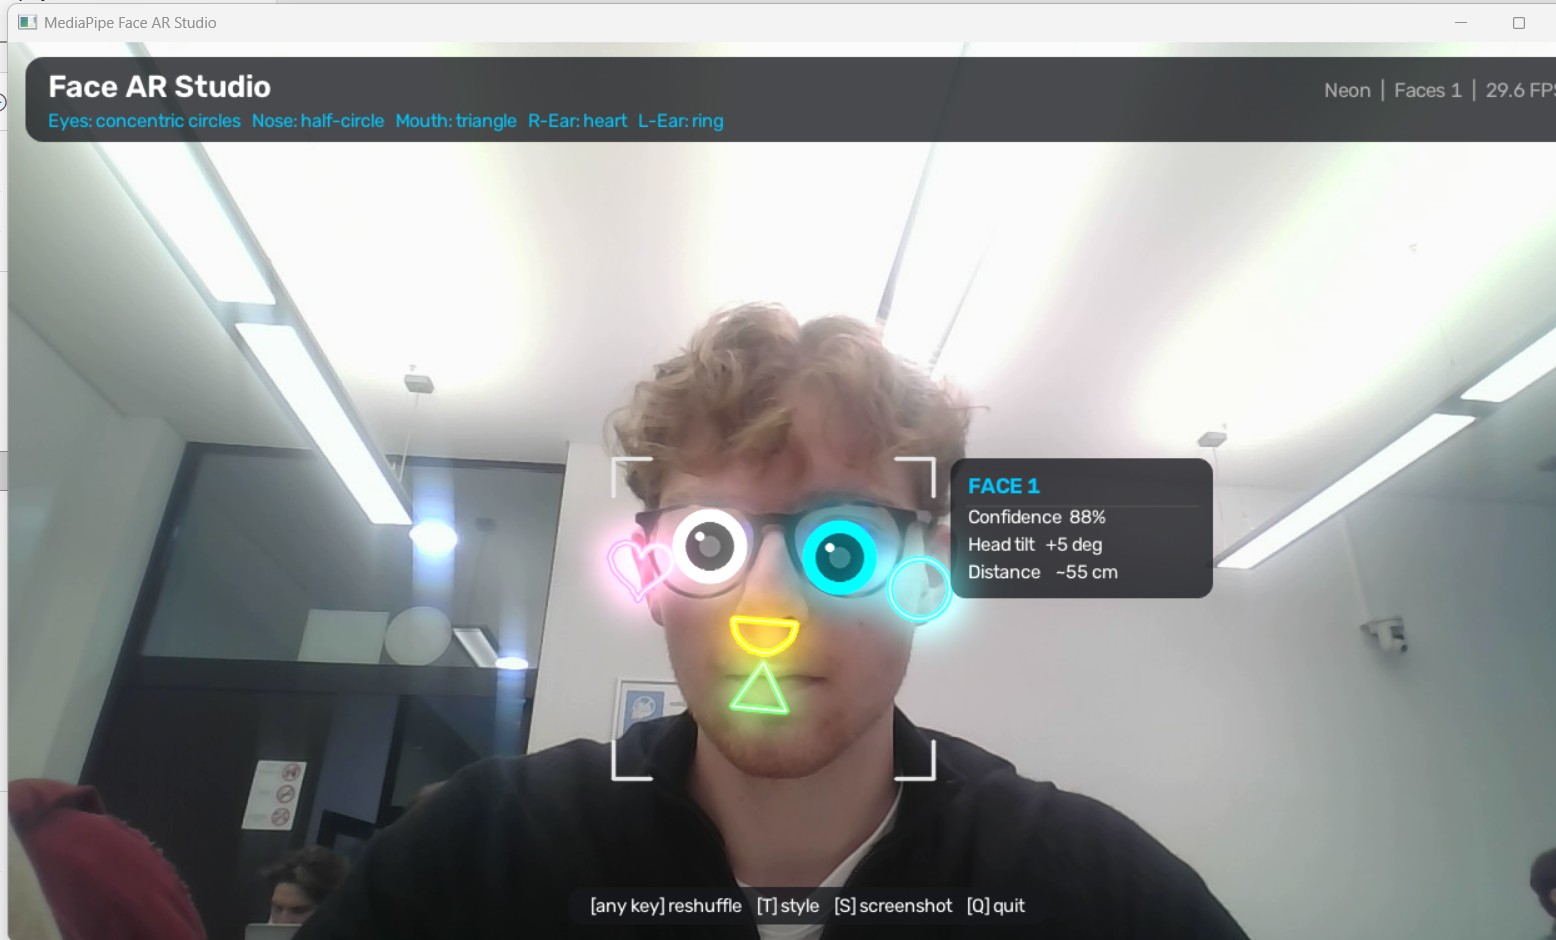 MediaPipe Face AR Studio
Face AR Studio
Neon | Faces 1 | 29.6 FPS
Eyes: concentric circles Nose: half-circle Mouth: triangle R-Ear: heart L-Ear: ring
FACE 1
Confidence 88%
Head tilt +5 deg
Distance ~55 cm
[any key] reshuffle [T] style [S] screenshot [Q] quit